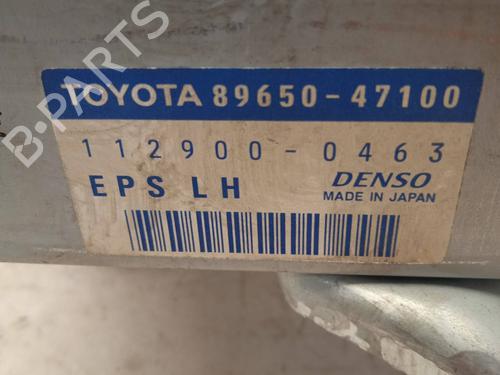 B-PARTS
TOYOTA 89650-47100
112900-0463
EPS LH DENSO
MADE IN JAPAN